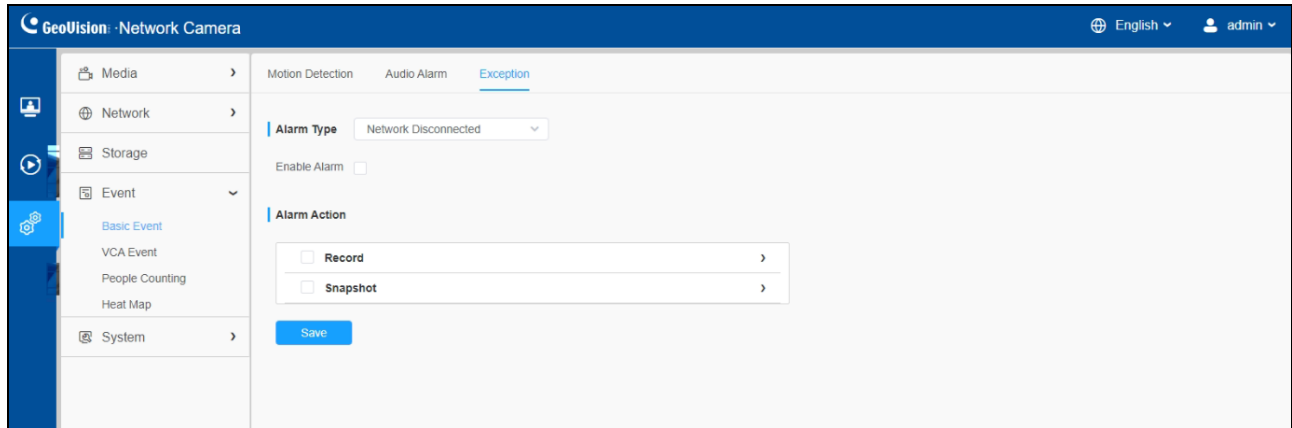 GeoVision: ·Network Camera
English
admin
Media
Network
Storage
Event
Basic Event
VCA Event
People Counting
Heat Map
System
Motion Detection
Audio Alarm
Exception
Alarm Type
Network Disconnected
Enable Alarm
Alarm Action
Record
Snapshot
Save